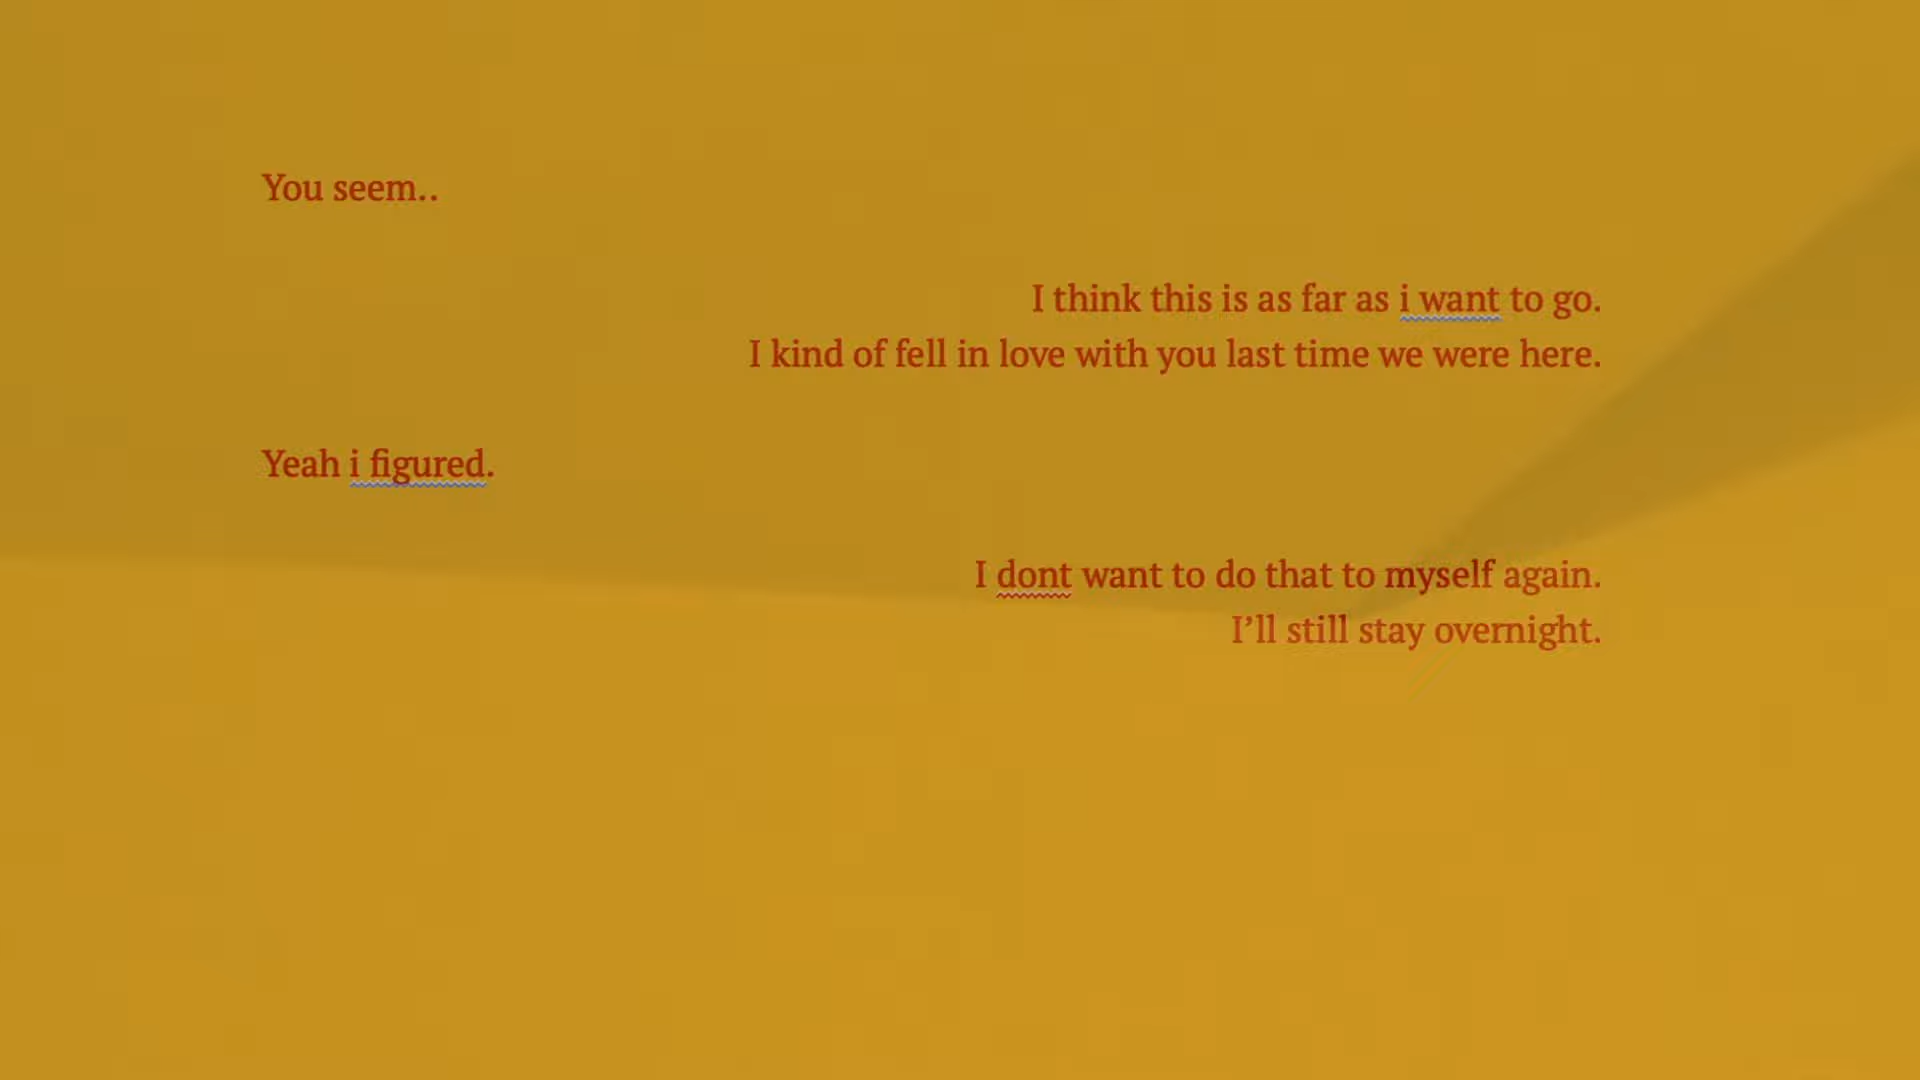 You seem..
I think this is as far as i want to go.
I kind of fell in love with you last time we were here.
Yeah i figured.
I dont want to do that to myself again.
I’ll still stay overnight.